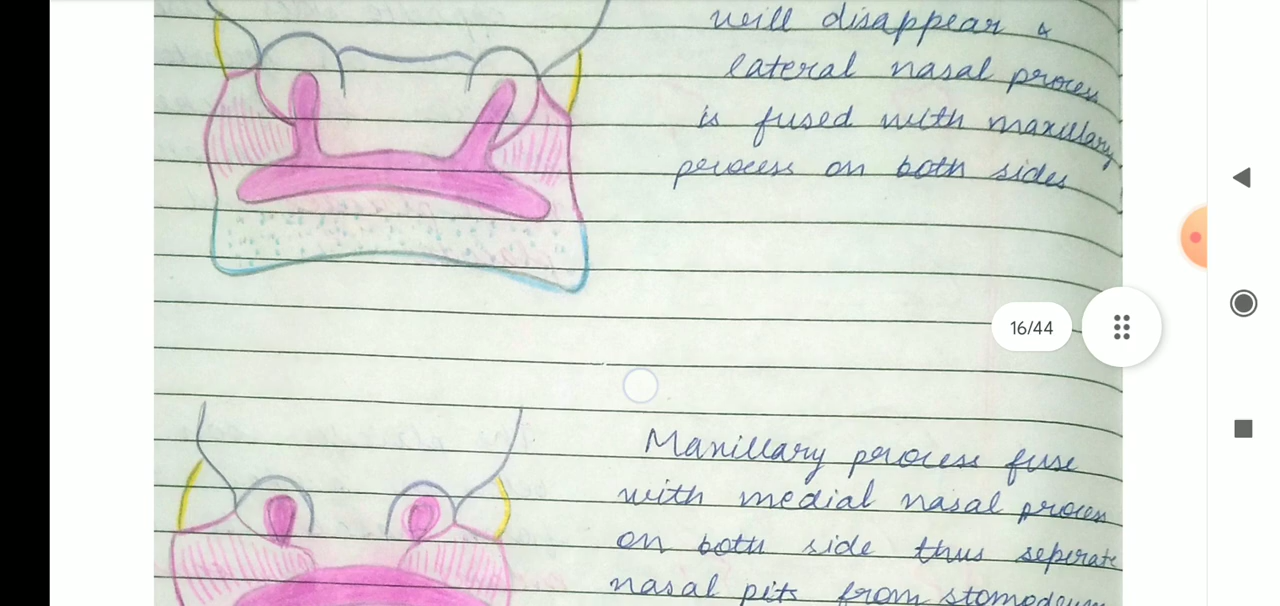 will disappear &
lateral nasal process
is fused with maxillary
process on both sides
16/44
Maxillary process fuse
with medial nasal process
on both side thus seperate
nasal pits from stomodeum